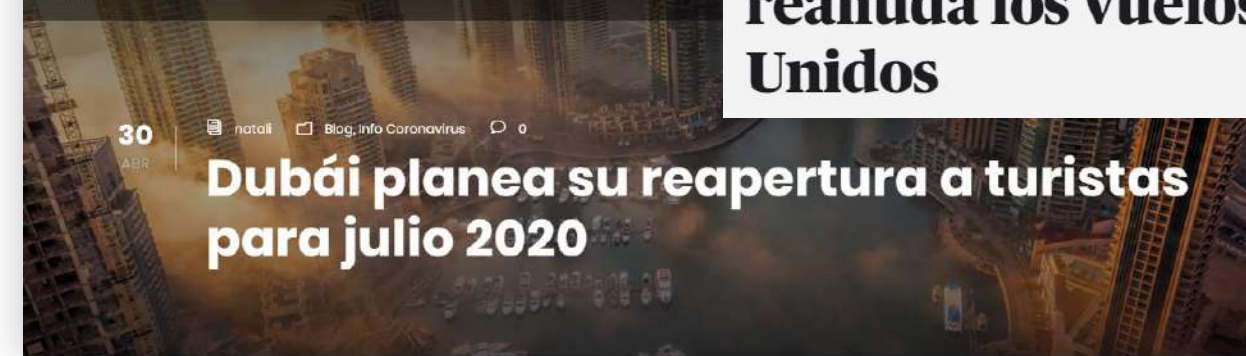 reanuda los vuelos
Unidos
30
ABR
natali Blog, Info Coronavirus 0
Dubái planea su reapertura a turistas
para julio 2020